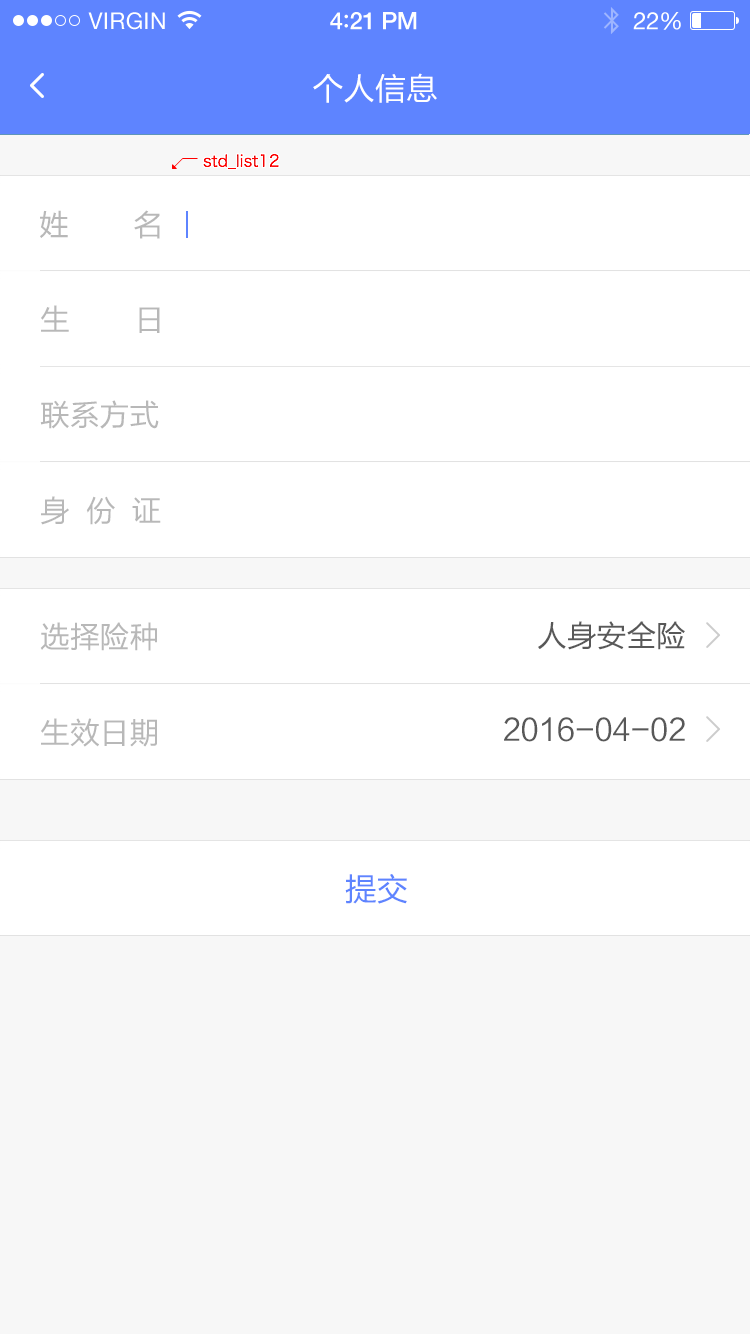 VIRGIN 4:21 PM 22%
个人信息
std_list12
姓 名
生 日
联系方式
身 份 证
选择险种 人身安全险
生效日期 2016-04-02
提交